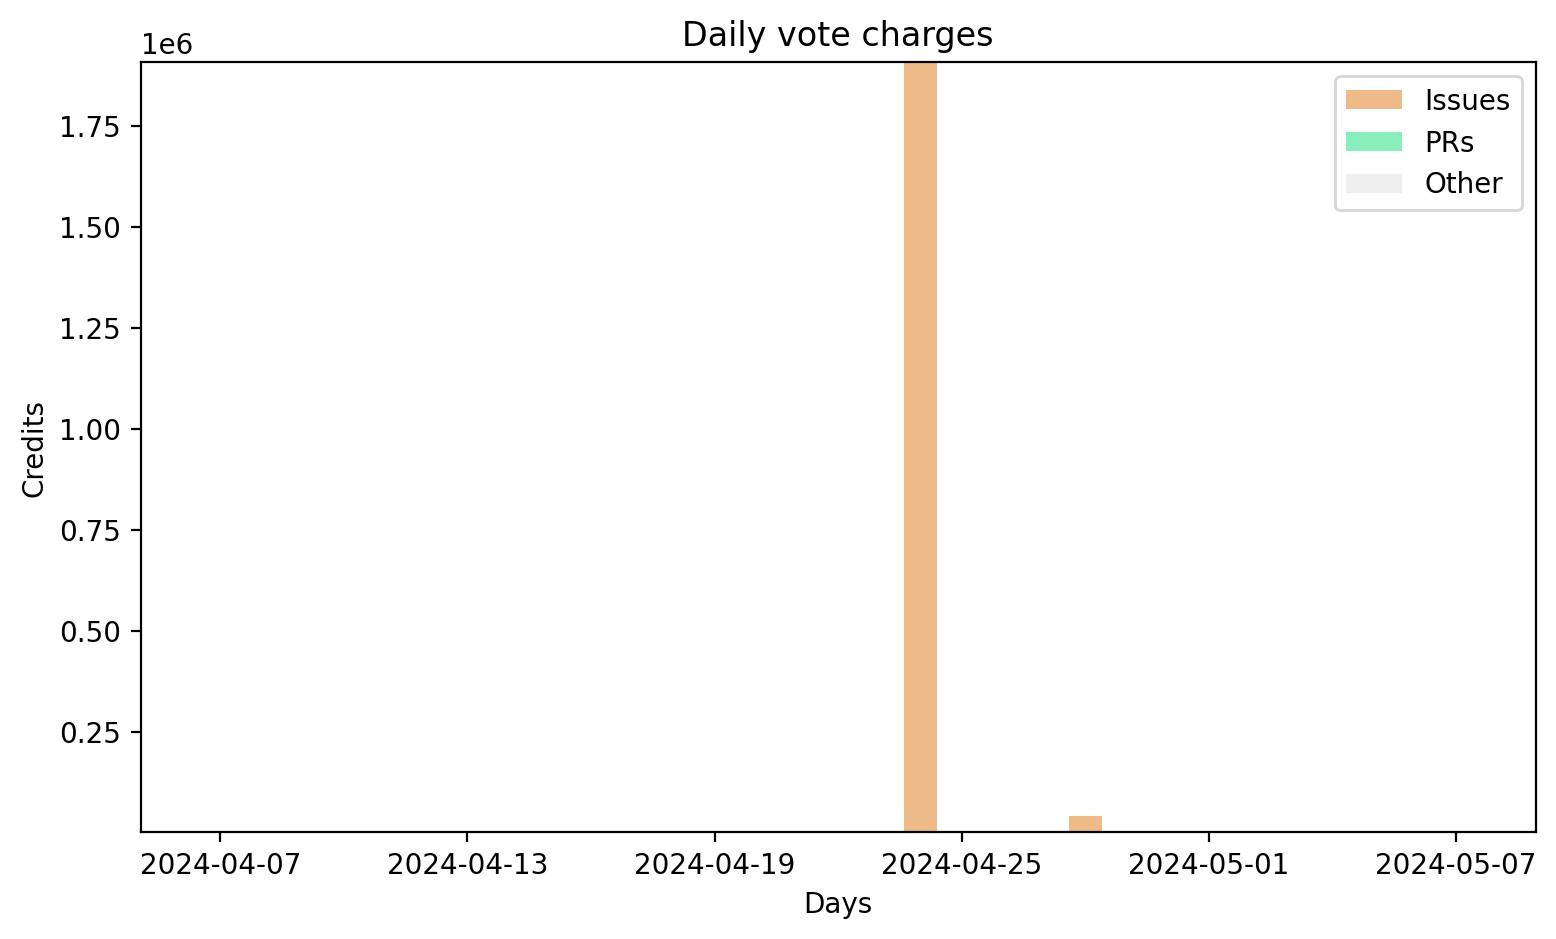 Daily vote charges
1e6
1.75
1.50
1.25
1.00
0.75
0.50
0.25
Credits
Issues
PRs
Other
2024-04-07 2024-04-13 2024-04-19 2024-04-25 2024-05-01 2024-05-07
Days